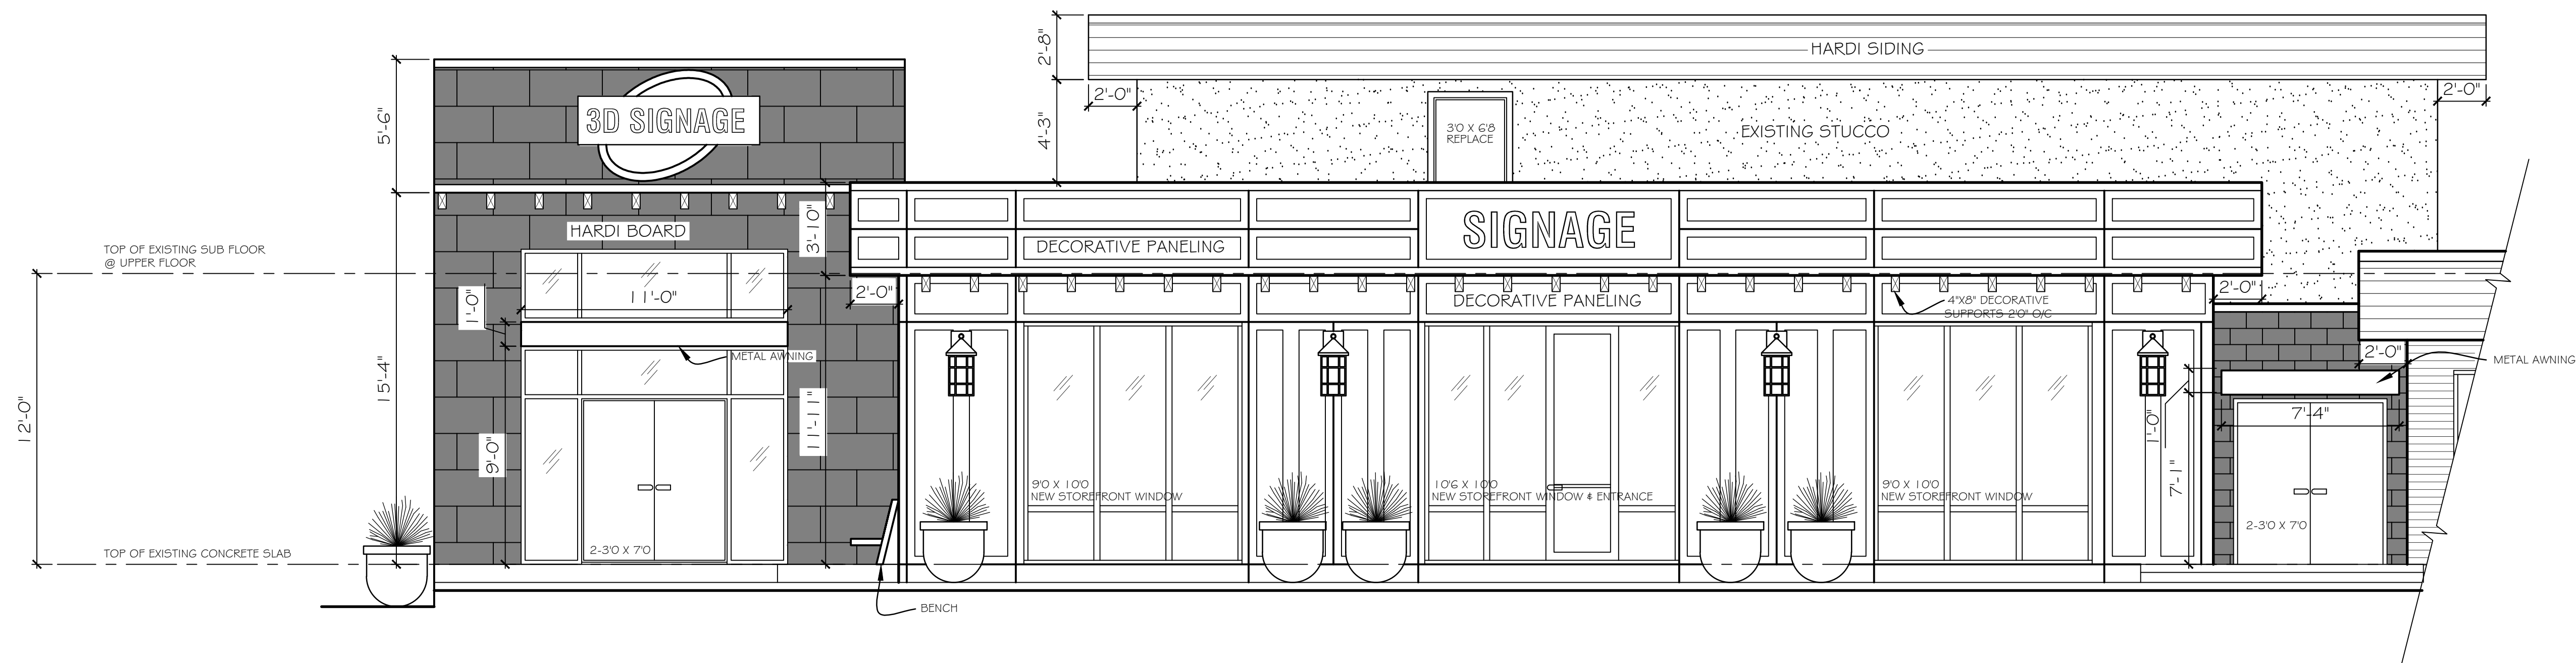 2'-8"
HARDI SIDING
2'-0"
2'-0"
5'-6"
3D SIGNAGE
4'-3"
3'0 X 6'8
REPLACE
EXISTING STUCCO
3'-10"
HARDI BOARD
SIGNAGE
DECORATIVE PANELING
TOP OF EXISTING SUB FLOOR
@ UPPER FLOOR
11'-0"
1'-0"
2'-0"
DECORATIVE PANELING
4"X8" DECORATIVE
SUPPORTS 2'0" O/C
2'-0"
METAL AWNING
2'-0"
METAL AWNING
15'-4"
12'-0"
9'-0"
11'-11"
7'-4"
1'-0"
7'-1"
9'0 X 10'0
NEW STOREFRONT WINDOW
10'6 X 10'0
NEW STOREFRONT WINDOW & ENTRANCE
9'0 X 10'0
NEW STOREFRONT WINDOW
2-3'0 X 7'0
TOP OF EXISTING CONCRETE SLAB
2-3'0 X 7'0
BENCH